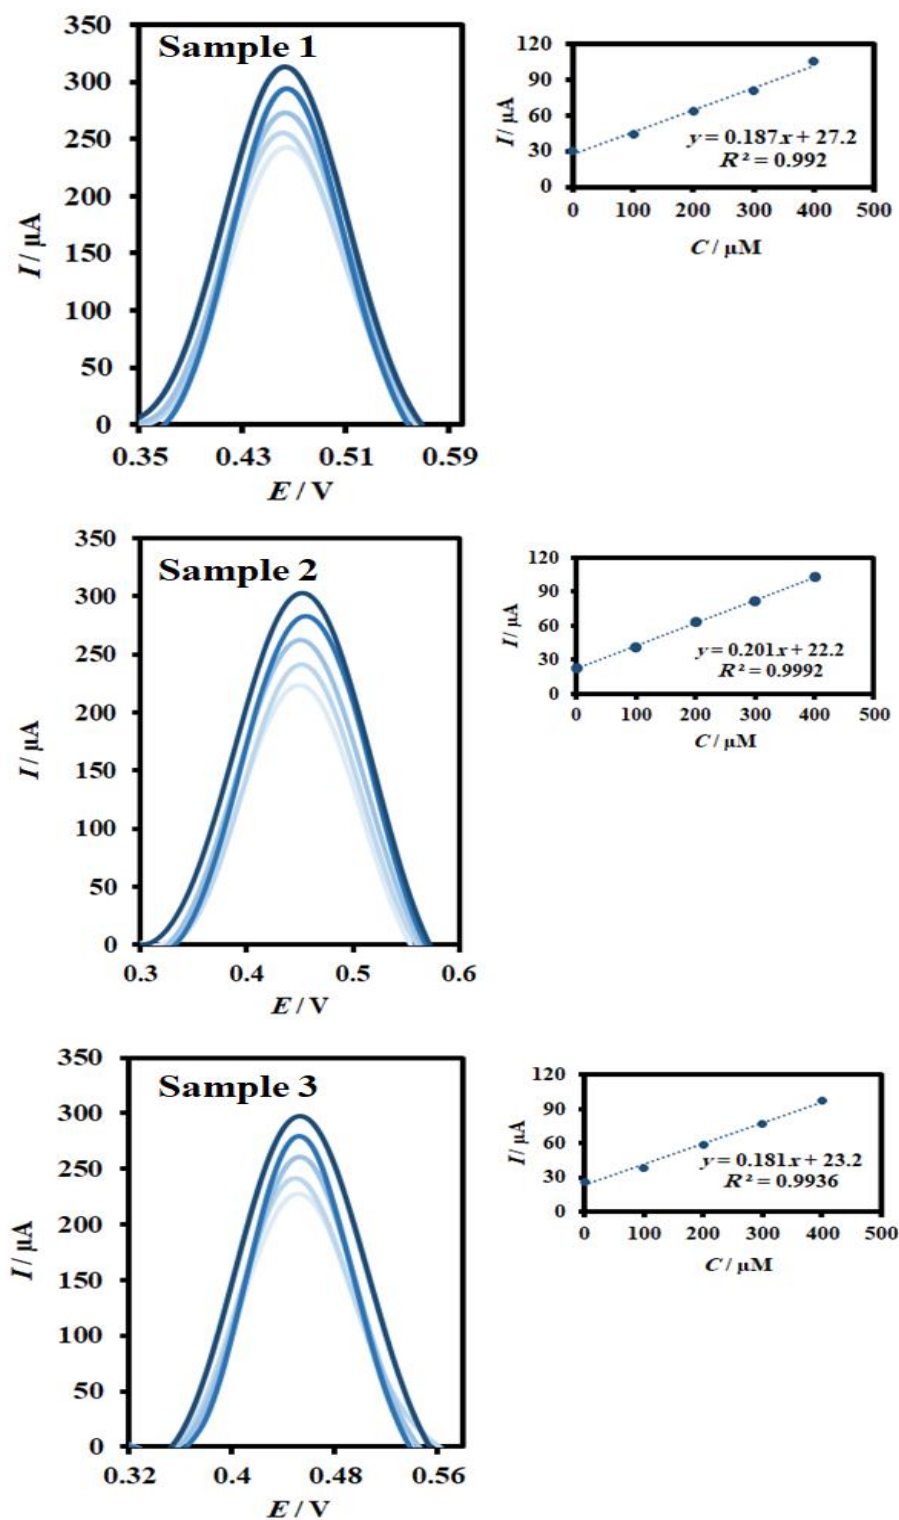 Sample 1
350
300
250
200
150
100
50
0
I / μA
0.35 0.43 0.51 0.59
E / V
120
90
60
30
0
I / μA
y = 0.187x + 27.2
R² = 0.992
0 100 200 300 400 500
C / μM
Sample 2
350
300
250
200
150
100
50
0
I / μA
0.3 0.4 0.5 0.6
E / V
120
90
60
30
0
I / μA
y = 0.201x + 22.2
R² = 0.9992
0 100 200 300 400 500
C / μM
Sample 3
350
300
250
200
150
100
50
0
I / μA
0.32 0.4 0.48 0.56
E / V
120
90
60
30
0
I / μA
y = 0.181x + 23.2
R² = 0.9936
0 100 200 300 400 500
C / μM